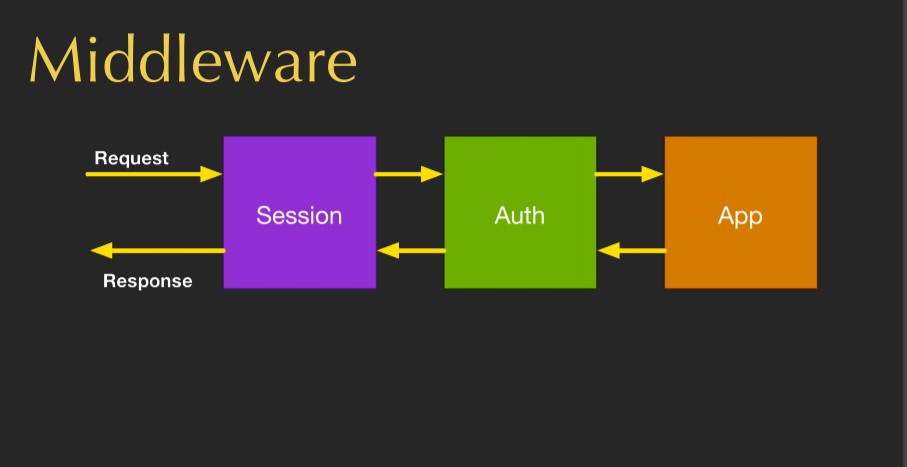 Middleware
Request
Session
Auth
App
Response